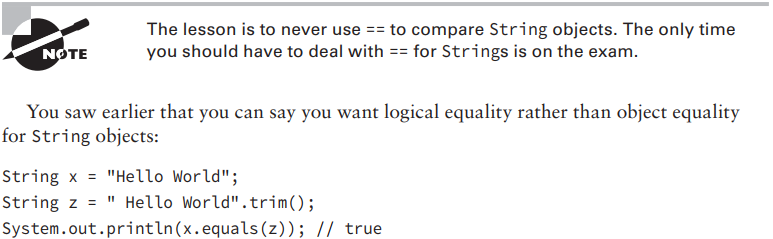 The lesson is to never use == to compare String objects. The only time
you should have to deal with == for Strings is on the exam.
NOTE
You saw earlier that you can say you want logical equality rather than object equality
for String objects:
String x = "Hello World";
String z = " Hello World".trim();
System.out.println(x.equals(z)); // true